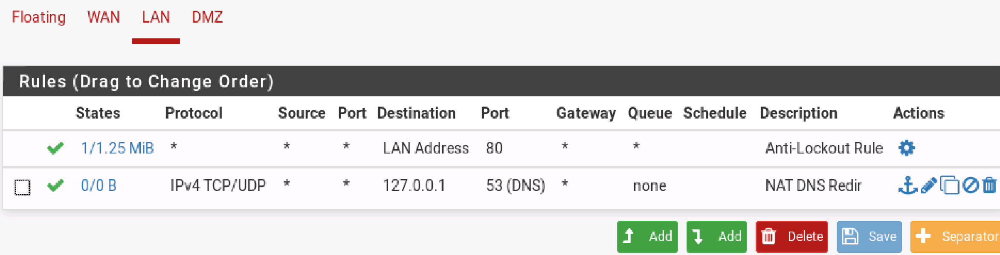 Floating WAN LAN DMZ
Rules (Drag to Change Order)
States Protocol Source Port Destination Port Gateway Queue Schedule Description Actions
1/1.25 MiB * * * LAN Address 80 * * Anti-Lockout Rule
0/0 B IPv4 TCP/UDP * * 127.0.0.1 53 (DNS) * none NAT DNS Redir
Add Add Delete Save Separator